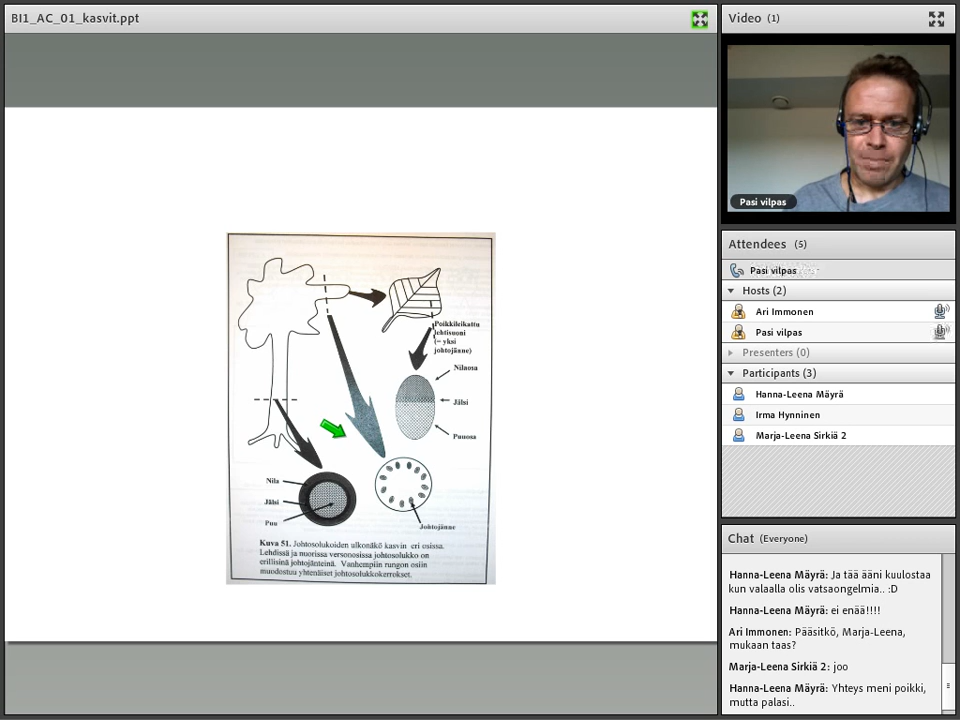 BI1_AC_01_kasvit.ppt
Poikkileikattu
lehtisuoni
(= yksi
johtojänne)
Nilaosa
Jälsi
Puuosa
Nila
Jälsi
Puu
Johtojänne
Kuva 51. Johtosolukoiden ulkonäkö kasvin eri osissa.
Lehdissä ja nuorissa versonosissa johtosolukko on
erillisinä johtojänteinä. Vanhempiin rungon osiin
muodostuu yhtenäiset johtosolukkokerrokset.
Video (1)
Pasi vilpas
Attendees (5)
Pasi vilpas
Hosts (2)
Ari Immonen
Pasi vilpas
Presenters (0)
Participants (3)
Hanna-Leena Mäyrä
Irma Hynninen
Marja-Leena Sirkiä 2
Chat (Everyone)
Hanna-Leena Mäyrä: Ja tää ääni kuulostaa
kun valaalla olis vatsaongelmia.. :D
Hanna-Leena Mäyrä: ei enää!!!!
Ari Immonen: Pääsitkö, Marja-Leena,
mukaan taas?
Marja-Leena Sirkiä 2: joo
Hanna-Leena Mäyrä: Yhteys meni poikki,
mutta palasi..